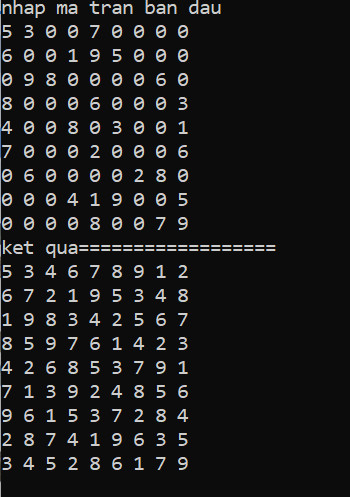 nhap ma tran ban dau
5 3 0 0 7 0 0 0 0
6 0 0 1 9 5 0 0 0
0 9 8 0 0 0 0 6 0
8 0 0 0 6 0 0 0 3
4 0 0 8 0 3 0 0 1
7 0 0 0 2 0 0 0 6
0 6 0 0 0 0 2 8 0
0 0 0 4 1 9 0 0 5
0 0 0 0 8 0 0 7 9
ket qua==================
5 3 4 6 7 8 9 1 2
6 7 2 1 9 5 3 4 8
1 9 8 3 4 2 5 6 7
8 5 9 7 6 1 4 2 3
4 2 6 8 5 3 7 9 1
7 1 3 9 2 4 8 5 6
9 6 1 5 3 7 2 8 4
2 8 7 4 1 9 6 3 5
3 4 5 2 8 6 1 7 9